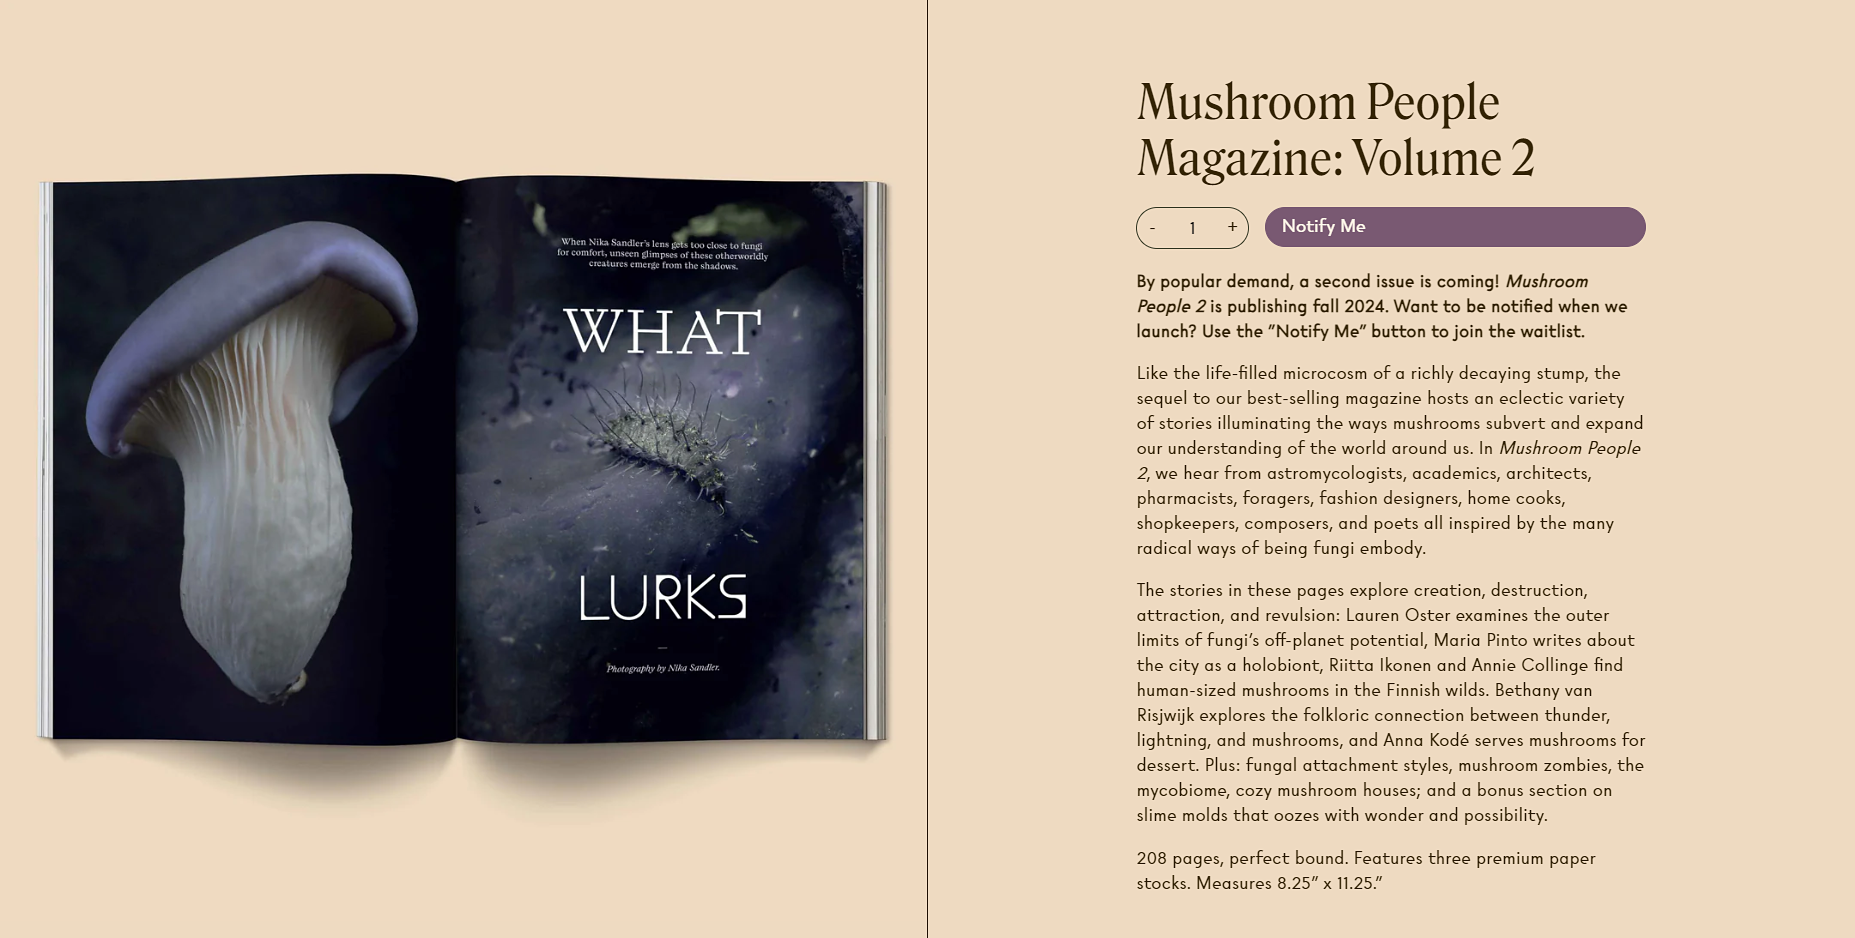 When Nika Sandler's lens gets too close to fungi
for comfort, unseen glimpses of these otherworldly
creatures emerge from the shadows.
WHAT
LURKS
—
Photography by Nika Sandler.
Mushroom People
Magazine: Volume 2
- 1 +
Notify Me
By popular demand, a second issue is coming! Mushroom
People 2 is publishing fall 2024. Want to be notified when we
launch? Use the "Notify Me" button to join the waitlist.
Like the life-filled microcosm of a richly decaying stump, the
sequel to our best-selling magazine hosts an eclectic variety
of stories illuminating the ways mushrooms subvert and expand
our understanding of the world around us. In Mushroom People
2, we hear from astromycologists, academics, architects,
pharmacists, foragers, fashion designers, home cooks,
shopkeepers, composers, and poets all inspired by the many
radical ways of being fungi embody.
The stories in these pages explore creation, destruction,
attraction, and revulsion: Lauren Oster examines the outer
limits of fungi's off-planet potential, Maria Pinto writes about
the city as a holobiont, Riitta Ikonen and Annie Collinge find
human-sized mushrooms in the Finnish wilds. Bethany van
Risjwijk explores the folkloric connection between thunder,
lightning, and mushrooms, and Anna Kodé serves mushrooms for
dessert. Plus: fungal attachment styles, mushroom zombies, the
mycobiome, cozy mushroom houses; and a bonus section on
slime molds that oozes with wonder and possibility.
208 pages, perfect bound. Features three premium paper
stocks. Measures 8.25" x 11.25."